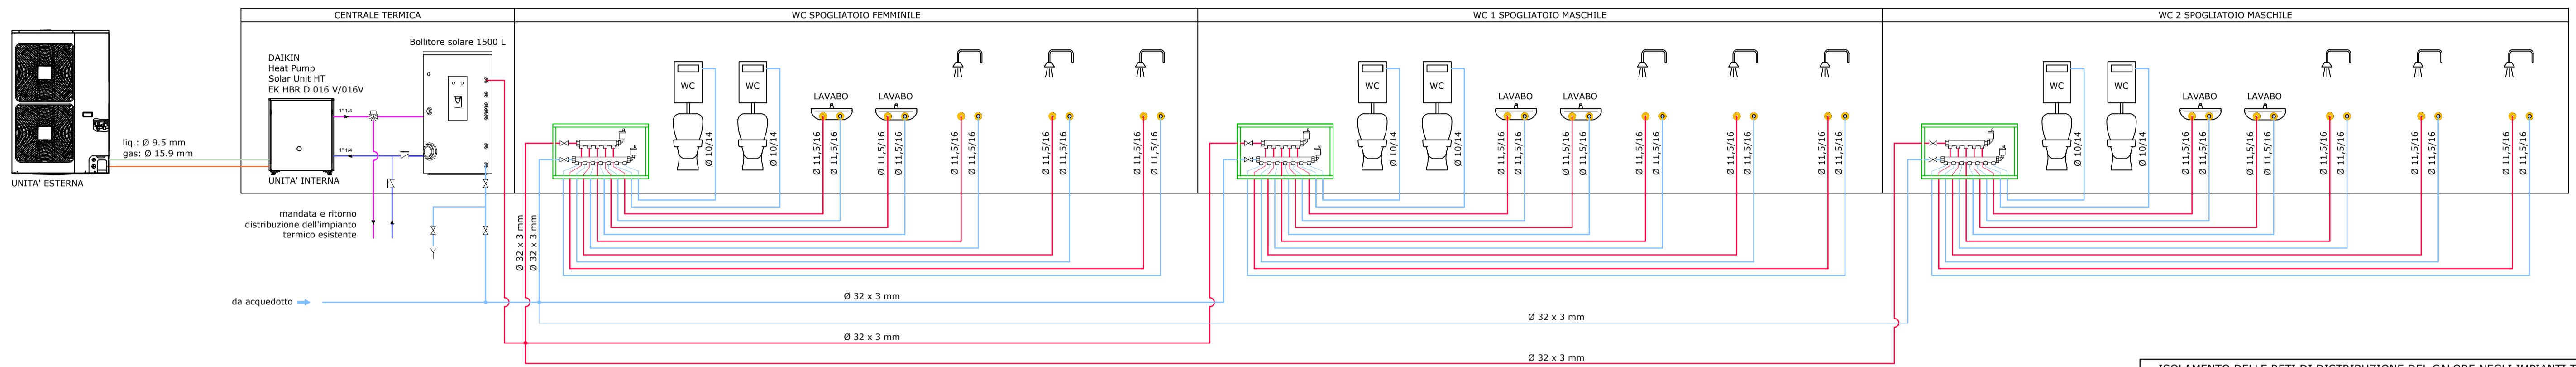 CENTRALE TERMICA
WC SPOGLIATOIO FEMMINILE
WC 1 SPOGLIATOIO MASCHILE
WC 2 SPOGLIATOIO MASCHILE
UNITA' ESTERNA
liq.: Ø 9.5 mm
gas: Ø 15.9 mm
DAIKIN
Heat Pump
Solar Unit HT
EK HBR D 016 V/016V
UNITA' INTERNA
1" 1/4
1" 1/4
Bollitore solare 1500 L
mandata e ritorno
distribuzione dell'impianto
termico esistente
da acquedotto
Ø 32 x 3 mm
Ø 32 x 3 mm
WC
Ø 10/14
WC
Ø 10/14
LAVABO
Ø 11,5/16
Ø 11,5/16
LAVABO
Ø 11,5/16
Ø 11,5/16
Ø 11,5/16
Ø 11,5/16
Ø 11,5/16
Ø 11,5/16
Ø 11,5/16
Ø 11,5/16
WC
Ø 10/14
WC
Ø 10/14
LAVABO
Ø 11,5/16
Ø 11,5/16
LAVABO
Ø 11,5/16
Ø 11,5/16
Ø 11,5/16
Ø 11,5/16
Ø 11,5/16
Ø 11,5/16
Ø 11,5/16
Ø 11,5/16
WC
Ø 10/14
WC
Ø 10/14
LAVABO
Ø 11,5/16
Ø 11,5/16
LAVABO
Ø 11,5/16
Ø 11,5/16
Ø 11,5/16
Ø 11,5/16
Ø 11,5/16
Ø 11,5/16
Ø 11,5/16
Ø 11,5/16
Ø 32 x 3 mm
Ø 32 x 3 mm
Ø 32 x 3 mm
Ø 32 x 3 mm
ISOLAMENTO DELLE RETI DI DISTRIBUZIONE DEL CALORE NEGLI IMPIANTI